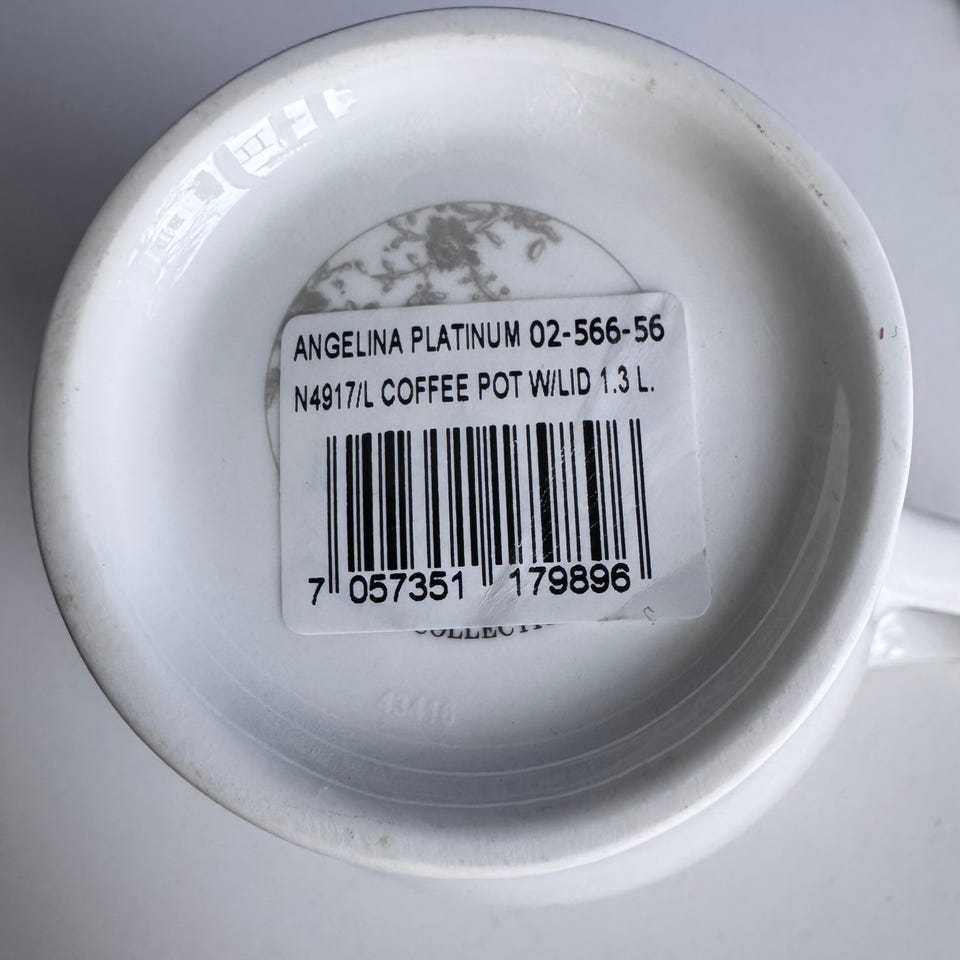 ANGELINA PLATINUM 02-566-56
N4917/L COFFEE POT W/LID 1.3 L.
7 057351 179896